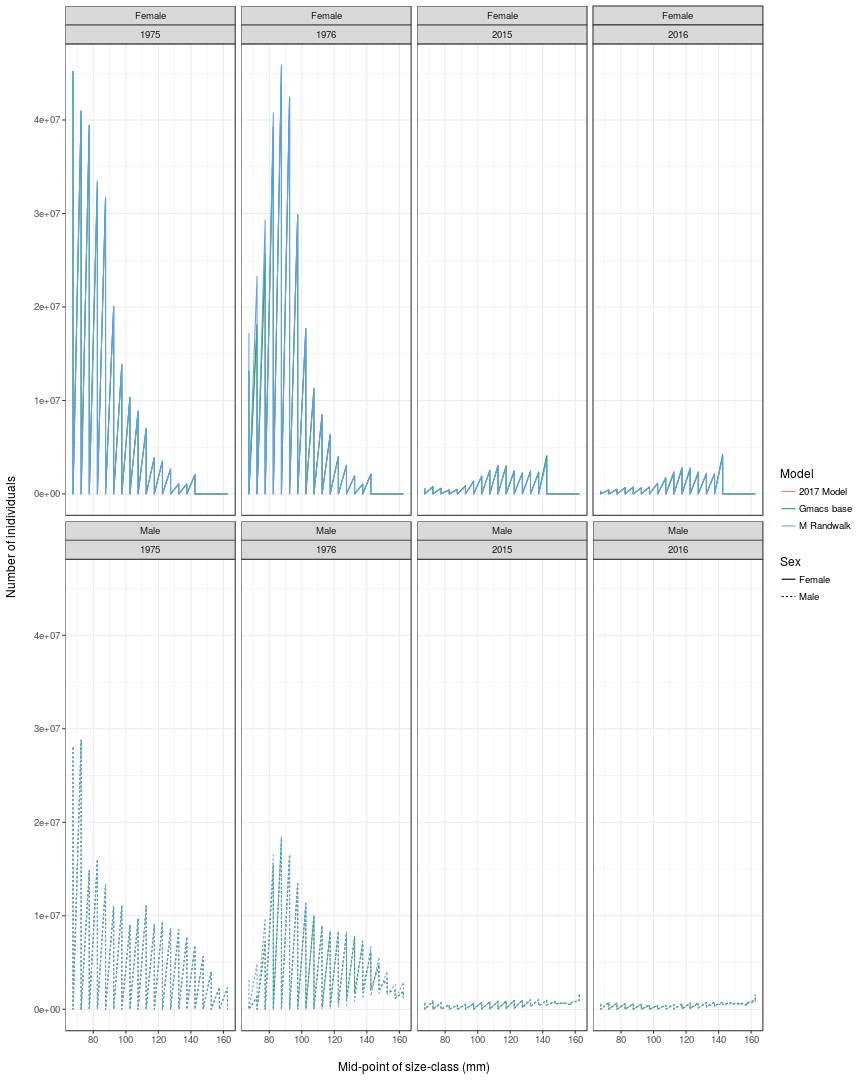 Female Female Female Female
1975 1976 2015 2016
4e+07
3e+07
2e+07
1e+07
0e+00
Male Male Male Male
1975 1976 2015 2016
4e+07
3e+07
2e+07
1e+07
0e+00
80 100 120 140 160 80 100 120 140 160 80 100 120 140 160 80 100 120 140 160
Mid-point of size-class (mm)
Number of inidividuals
Model
2017 Model
Gmacs base
M Randwalk
Sex
Female
Male